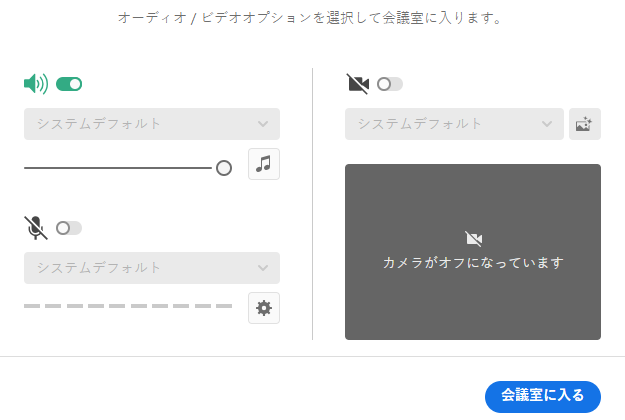 オーディオ / ビデオオプションを選択して会議室に入ります。
システムデフォルト
システムデフォルト
システムデフォルト
カメラがオフになっています
会議室に入る